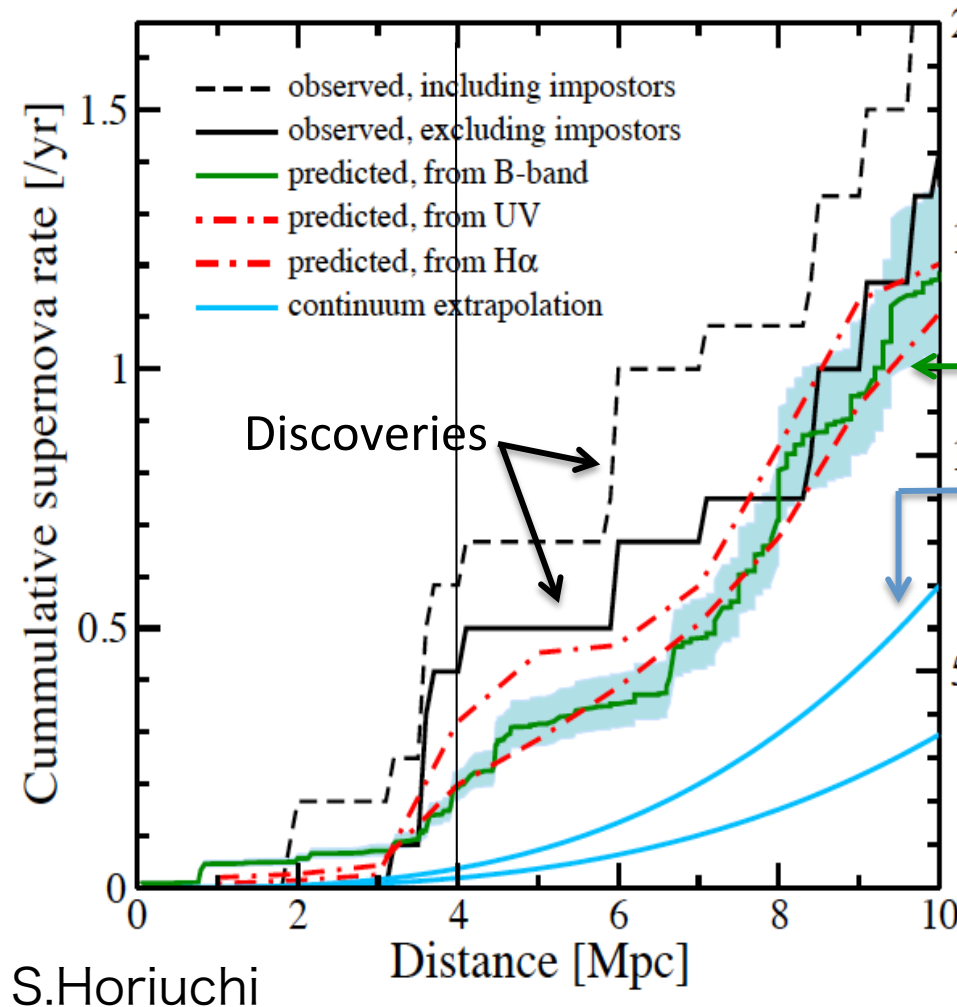 Cummulative supernova rate [/yr]
1.5
1
0.5
0
observed, including impostors
observed, excluding impostors
predicted, from B-band
predicted, from UV
predicted, from Hα
continuum extrapolation
Discoveries
0 2 4 6 8 10
Distance [Mpc]
S.Horiuchi